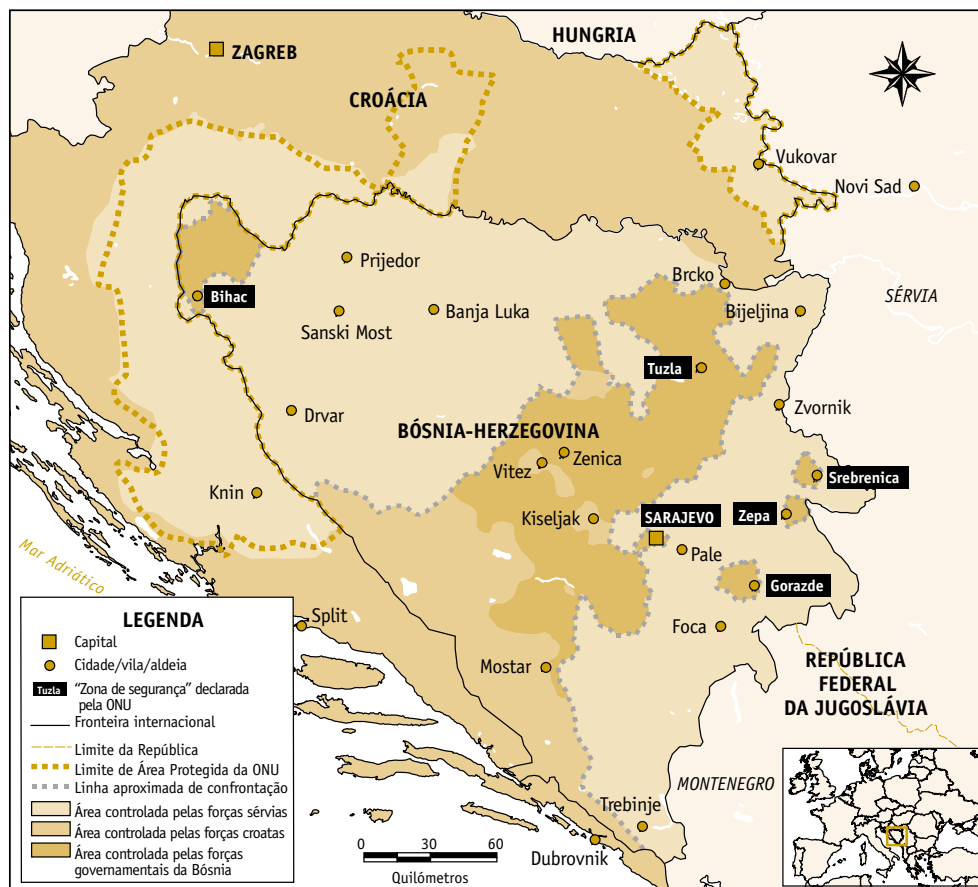 HUNGRIA
ZAGREB
CROÁCIA
Vukovar
Novi Sad
Prijedor
Brcko
SÉRVIA
Bihac
Banja Luka
Bijeljina
Sanski Most
Tuzla
Zvornik
Drvar
BÓSNIA-HERZEGOVINA
Zenica
Vitez
Srebrenica
Knin
Kiseljak
SARAJEVO
Zepa
Pale
Mar Adriático
Gorazde
Split
Foca
Mostar
REPÚBLICA
FEDERAL
DA JUGOSLÁVIA
MONTENEGRO
Trebinje
Dubrovnik
LEGENDA
Capital
Cidade/vila/aldeia
Tuzla "Zona de segurança" declarada
pela ONU
Fronteira internacional
Limite da República
Limite de Área Protegida da ONU
Linha aproximada de confrontação
Área controlada pelas forças sérvias
Área controlada pelas forças croatas
Área controlada pelas forças
governamentais da Bósnia
0 30 60
Quilómetros